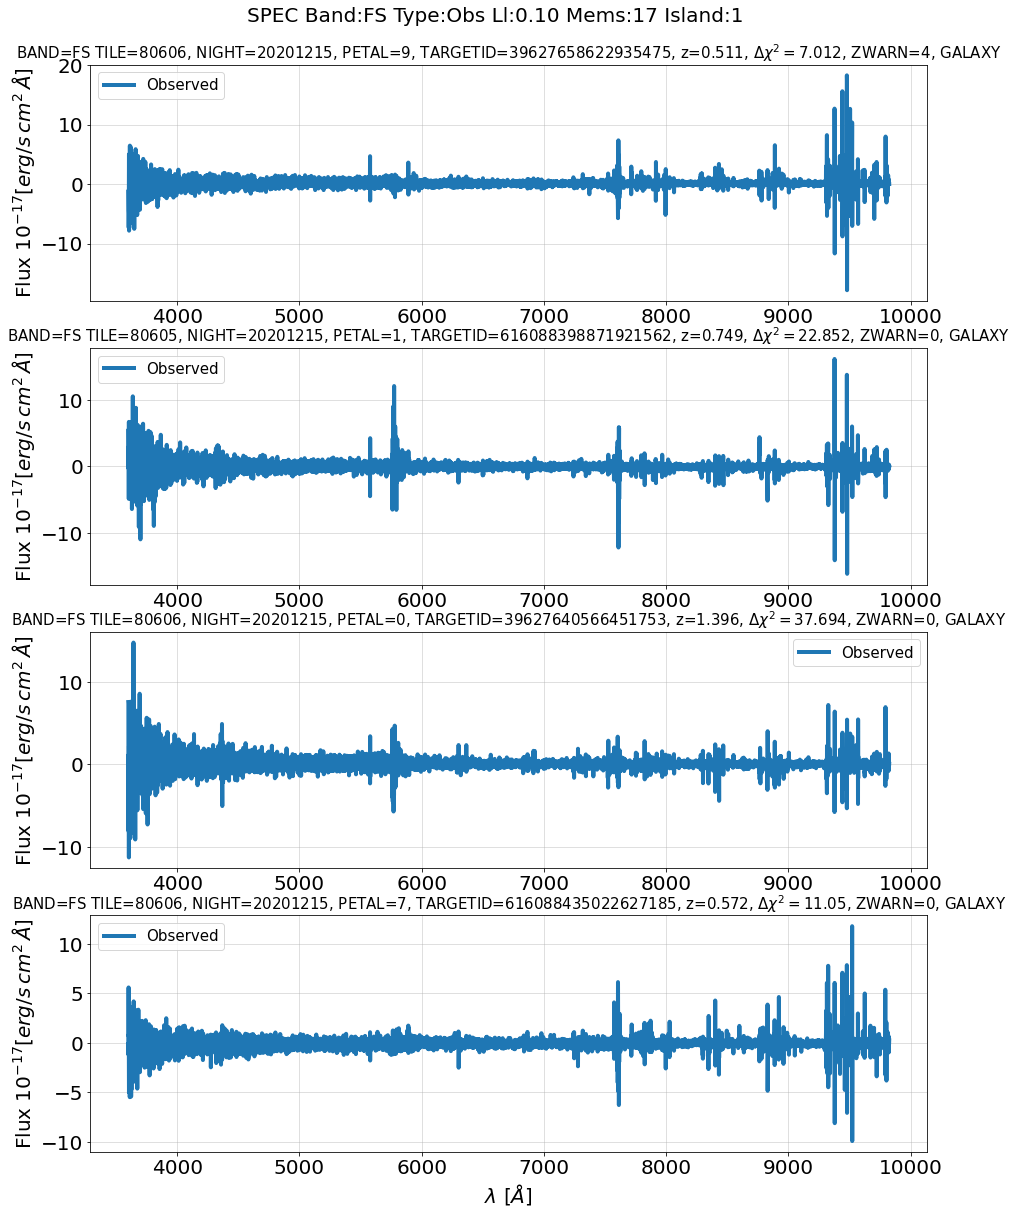 SPEC Band:FS Type:Obs Ll:0.10 Mems:17 Island:1
BAND=FS TILE=80606, NIGHT=20201215, PETAL=9, TARGETID=39627658622935475, z=0.511, Δχ² = 7.012, ZWARN=4, GALAXY
Observed
Flux 10⁻¹⁷[erg/s cm² Å]
20
10
0
−10
4000 5000 6000 7000 8000 9000 10000
BAND=FS TILE=80605, NIGHT=20201215, PETAL=1, TARGETID=616088398871921562, z=0.749, Δχ² = 22.852, ZWARN=0, GALAXY
Observed
Flux 10⁻¹⁷[erg/s cm² Å]
10
0
−10
4000 5000 6000 7000 8000 9000 10000
BAND=FS TILE=80606, NIGHT=20201215, PETAL=0, TARGETID=39627640566451753, z=1.396, Δχ² = 37.694, ZWARN=0, GALAXY
Observed
Flux 10⁻¹⁷[erg/s cm² Å]
10
0
−10
4000 5000 6000 7000 8000 9000 10000
BAND=FS TILE=80606, NIGHT=20201215, PETAL=7, TARGETID=616088435022627185, z=0.572, Δχ² = 11.05, ZWARN=0, GALAXY
Observed
Flux 10⁻¹⁷[erg/s cm² Å]
10
5
0
−5
−10
4000 5000 6000 7000 8000 9000 10000
λ [Å]